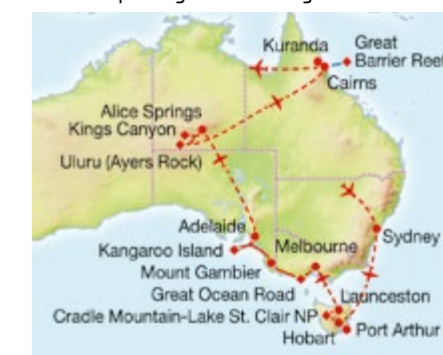 Kuranda
Great
Barrier Reef
Cairns
Alice Springs
Kings Canyon
Uluru (Ayers Rock)
Adelaide
Kangaroo Island
Melbourne
Sydney
Mount Gambier
Great Ocean Road
Launceston
Cradle Mountain-Lake St. Clair NP
Hobart
Port Arthur